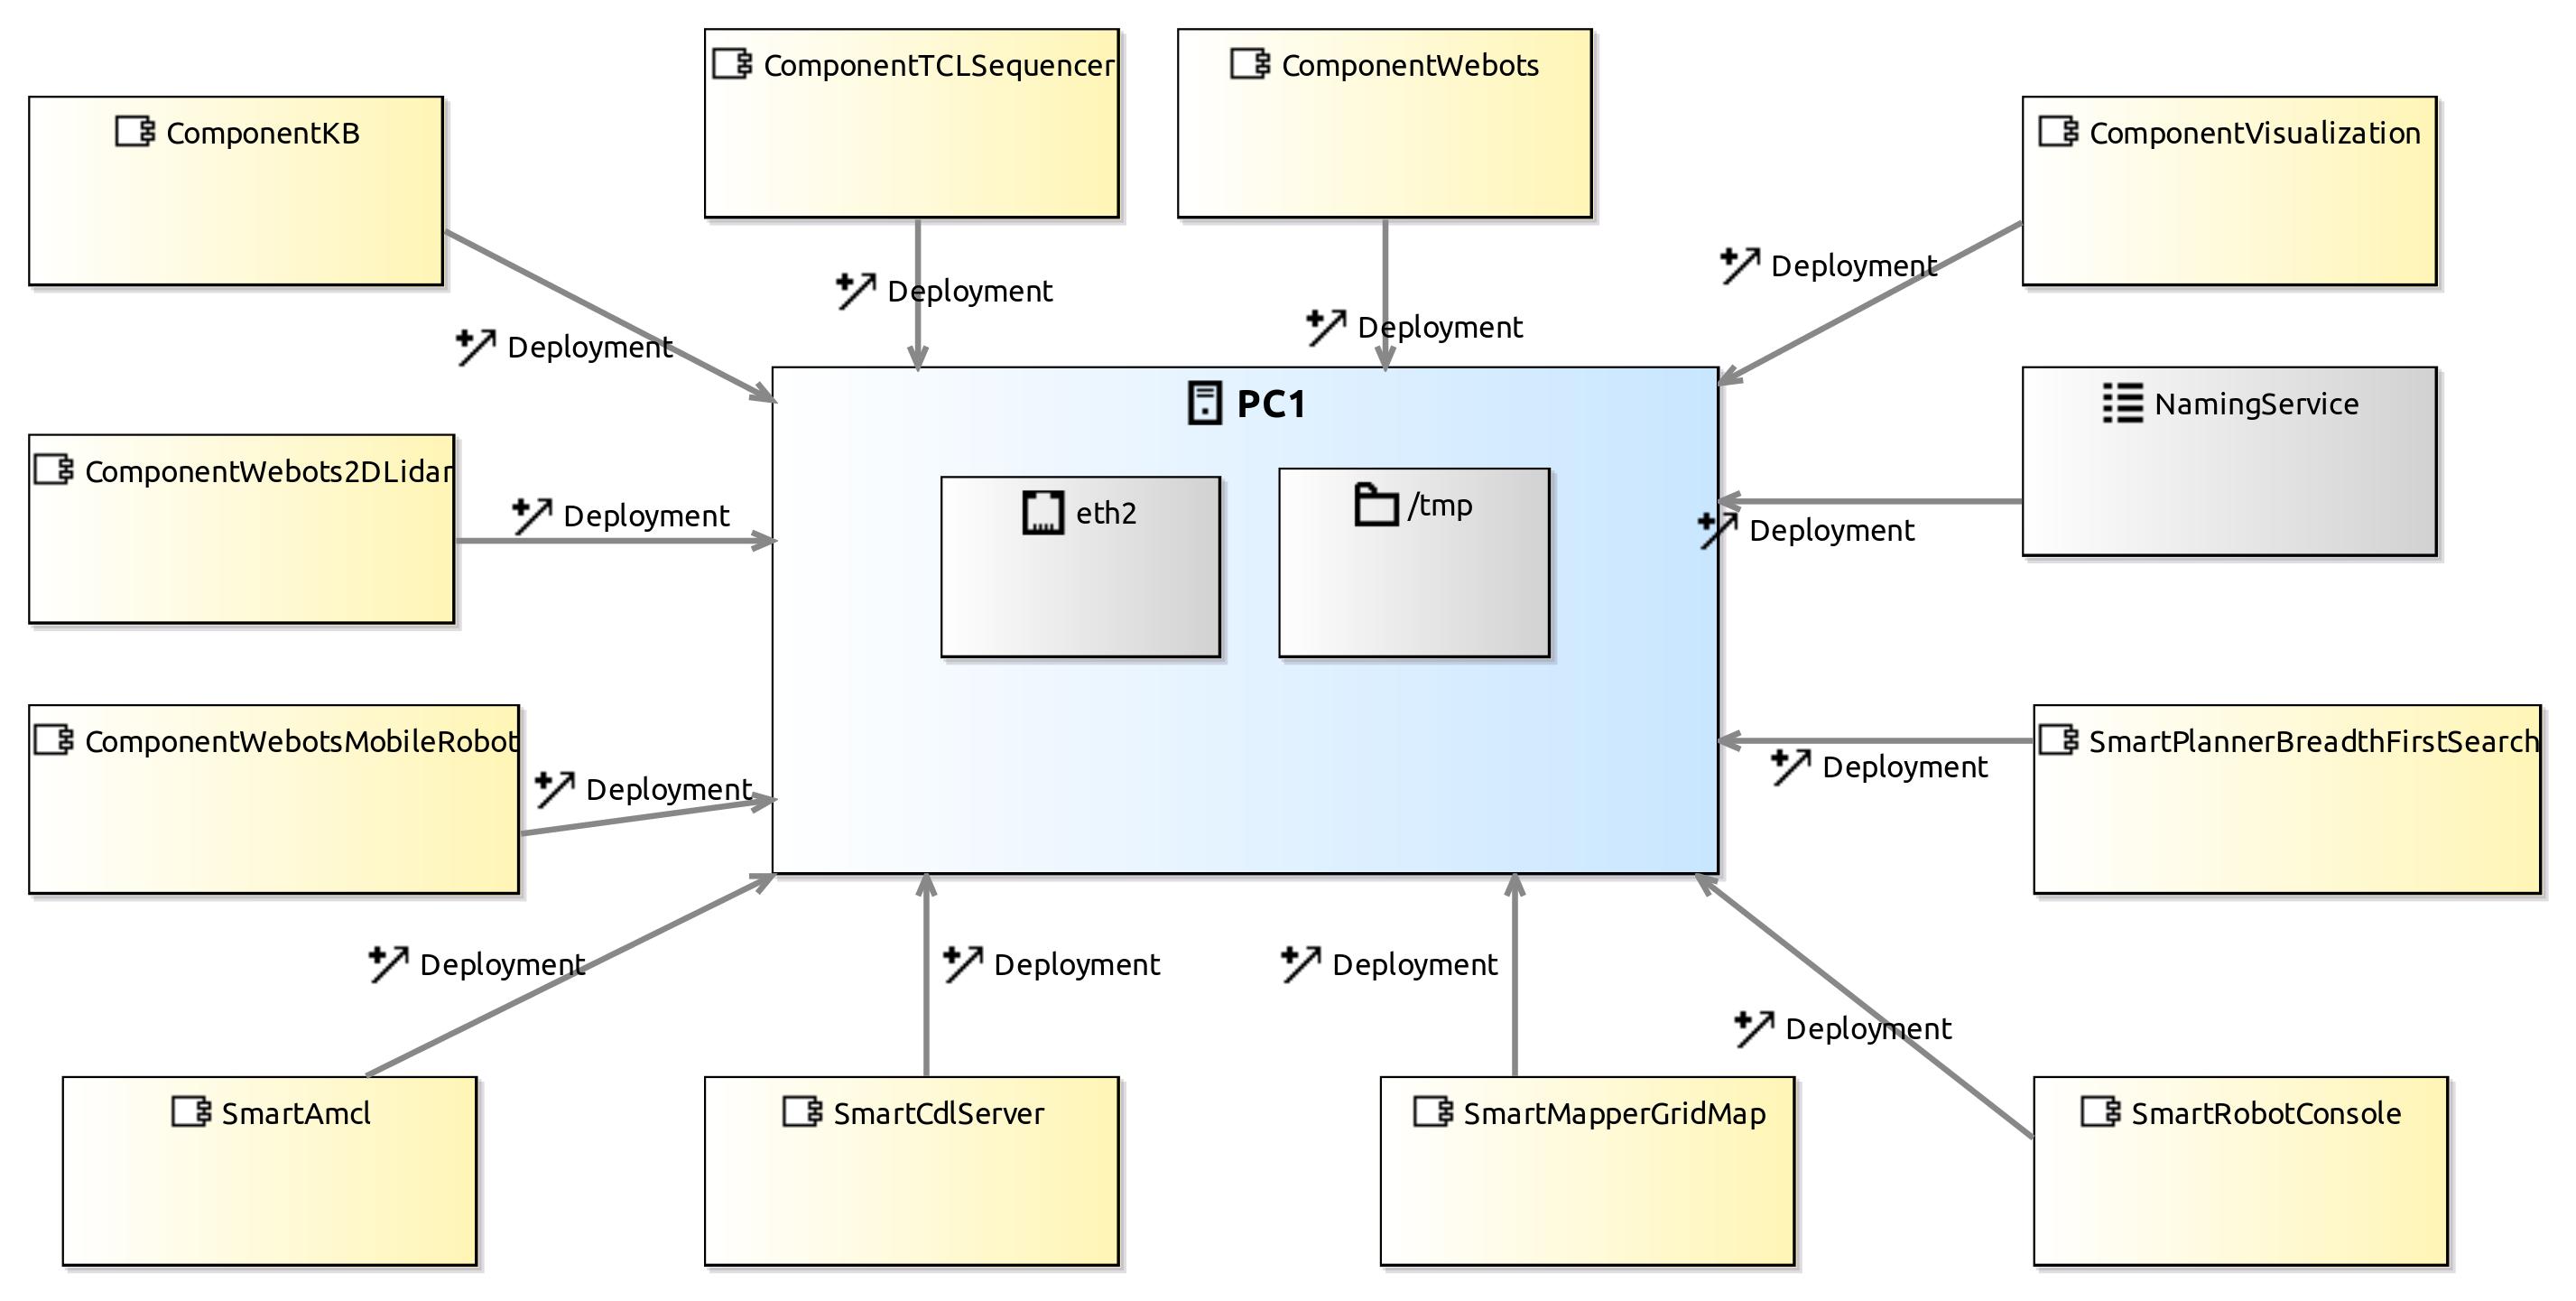 ComponentTCLSequencer
ComponentWebots
ComponentKB
ComponentVisualization
Deployment
Deployment
Deployment
Deployment
PC1
NamingService
ComponentWebots2DLidar
Deployment
eth2
/tmp
Deployment
ComponentWebotsMobileRobot
Deployment
SmartPlannerBreadthFirstSearch
Deployment
Deployment
Deployment
Deployment
Deployment
SmartAmcl
SmartCdlServer
SmartMapperGridMap
SmartRobotConsole